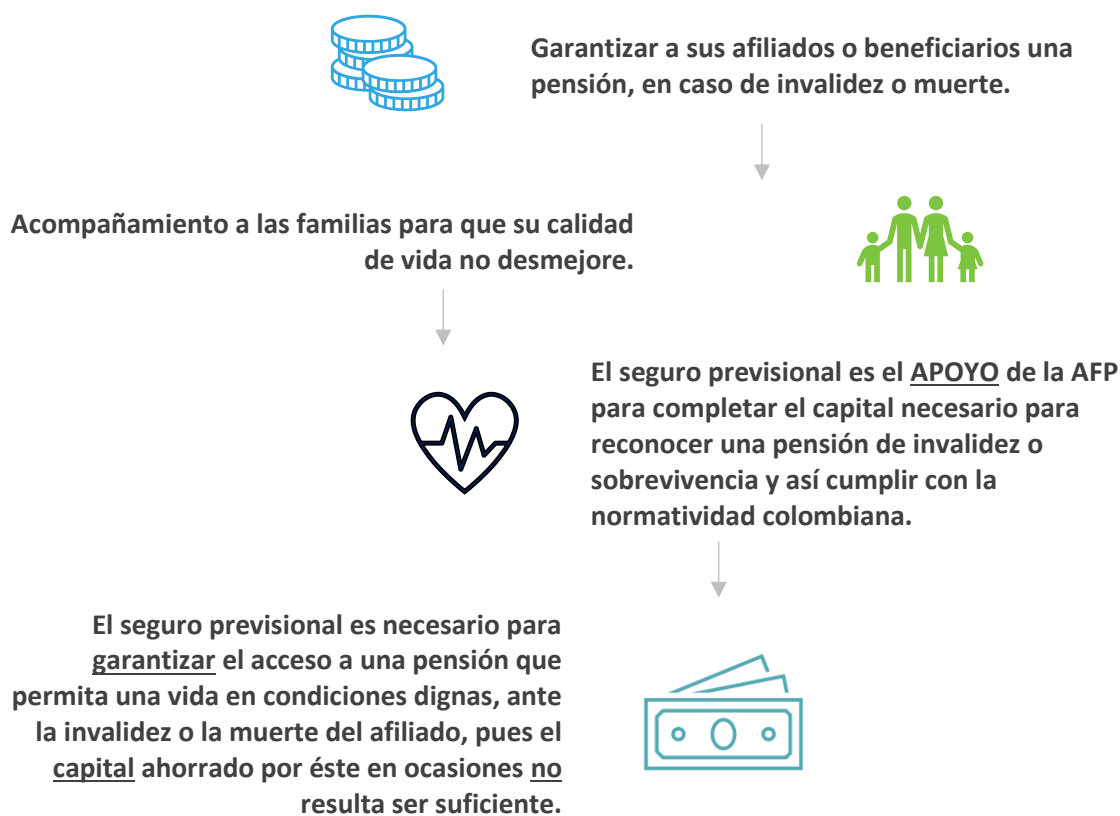 Garantizar a sus afiliados o beneficiarios una
pensión, en caso de invalidez o muerte.
Acompañamiento a las familias para que su calidad
de vida no desmejore.
El seguro previsional es el APOYO de la AFP
para completar el capital necesario para
reconocer una pensión de invalidez o
sobrevivencia y así cumplir con la
normatividad colombiana.
El seguro previsional es necesario para
garantizar el acceso a una pensión que
permita una vida en condiciones dignas, ante
la invalidez o la muerte del afiliado, pues el
capital ahorrado por éste en ocasiones no
resulta ser suficiente.